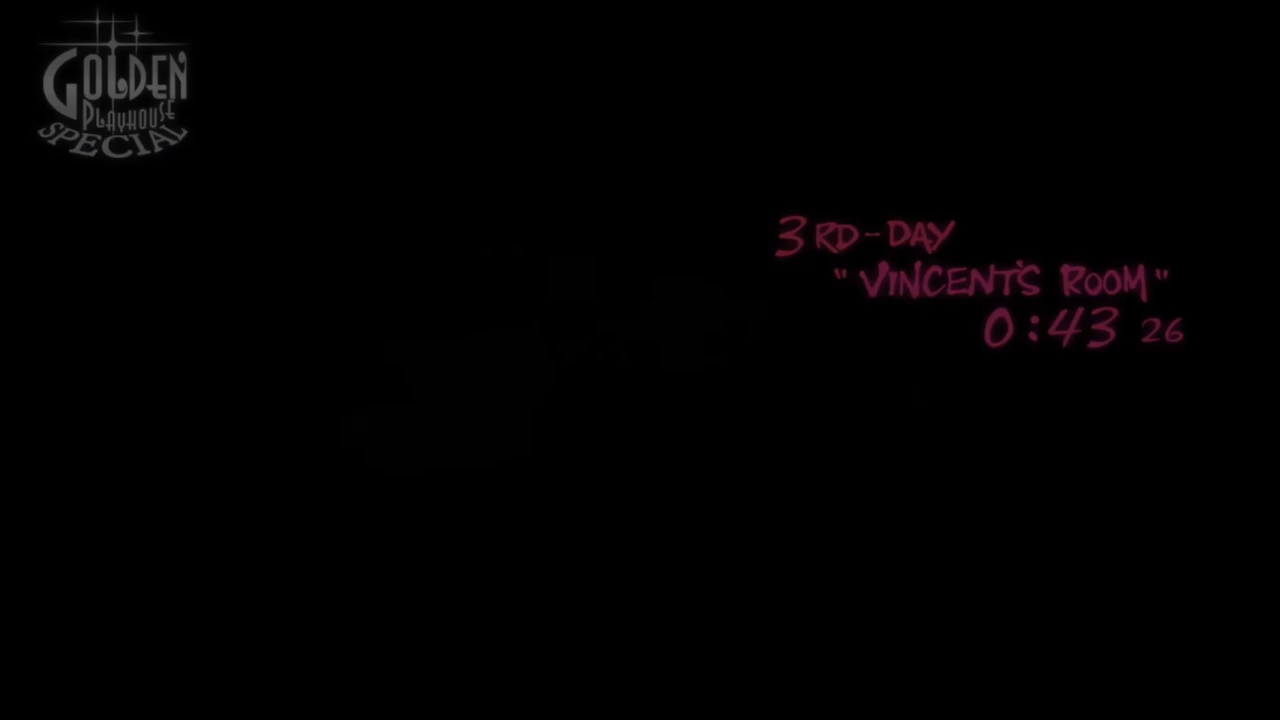 GOLDEN
PLAYHOUSE
SPECIAL
3RD-DAY
"VINCENT'S ROOM"
0:43 26